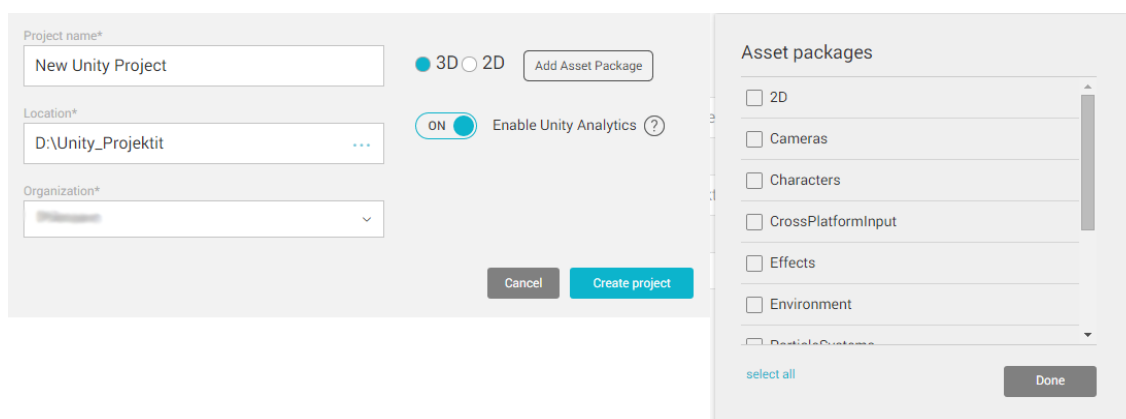 Project name*
New Unity Project
3D 2D Add Asset Package
Location*
D:\Unity_Projektit
ON Enable Unity Analytics ?
Organization*
Cancel Create project
Asset packages
2D
Cameras
Characters
CrossPlatformInput
Effects
Environment
select all
Done